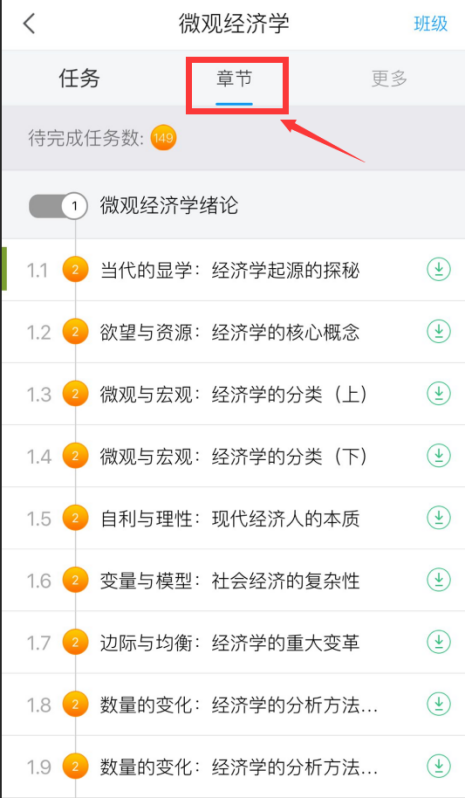 微观经济学 班级
任务 章节 更多
待完成任务数: 149
1 微观经济学绪论
1.1 2 当代的显学：经济学起源的探秘
1.2 2 欲望与资源：经济学的核心概念
1.3 2 微观与宏观：经济学的分类（上）
1.4 2 微观与宏观：经济学的分类（下）
1.5 2 自利与理性：现代经济人的本质
1.6 2 变量与模型：社会经济的复杂性
1.7 2 边际与均衡：经济学的重大变革
1.8 2 数量的变化：经济学的分析方法...
1.9 2 数量的变化：经济学的分析方法...